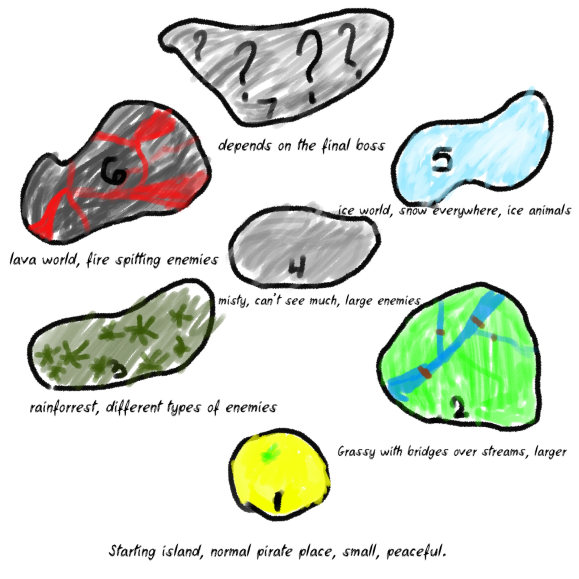 ? ? ? ?
7
depends on the final boss
6
5
ice world, snow everywhere, ice animals
lava world, fire spitting enemies
4
misty, can't see much, large enemies
3
2
rainforrest, different types of enemies
Grassy with bridges over streams, larger
1
Starting island, normal pirate place, small, peaceful.